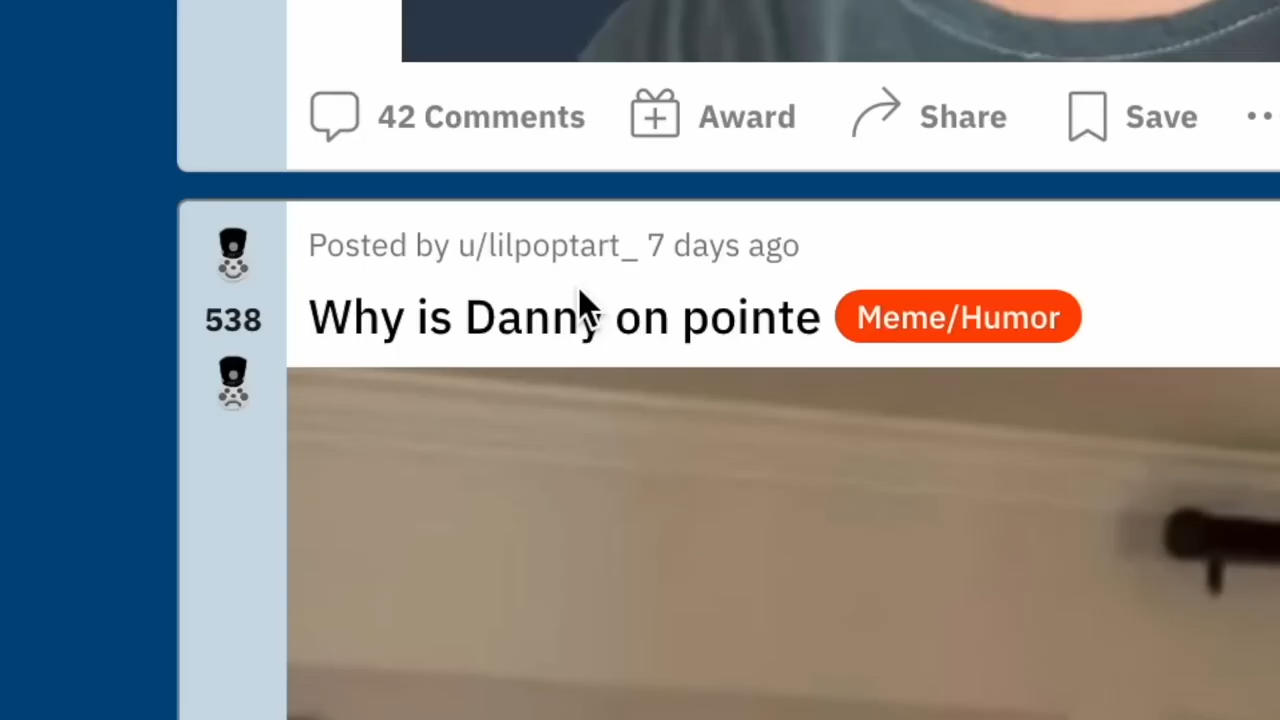 42 Comments Award Share Save
Posted by u/lilpoptart_ 7 days ago
538
Why is Danny on pointe Meme/Humor